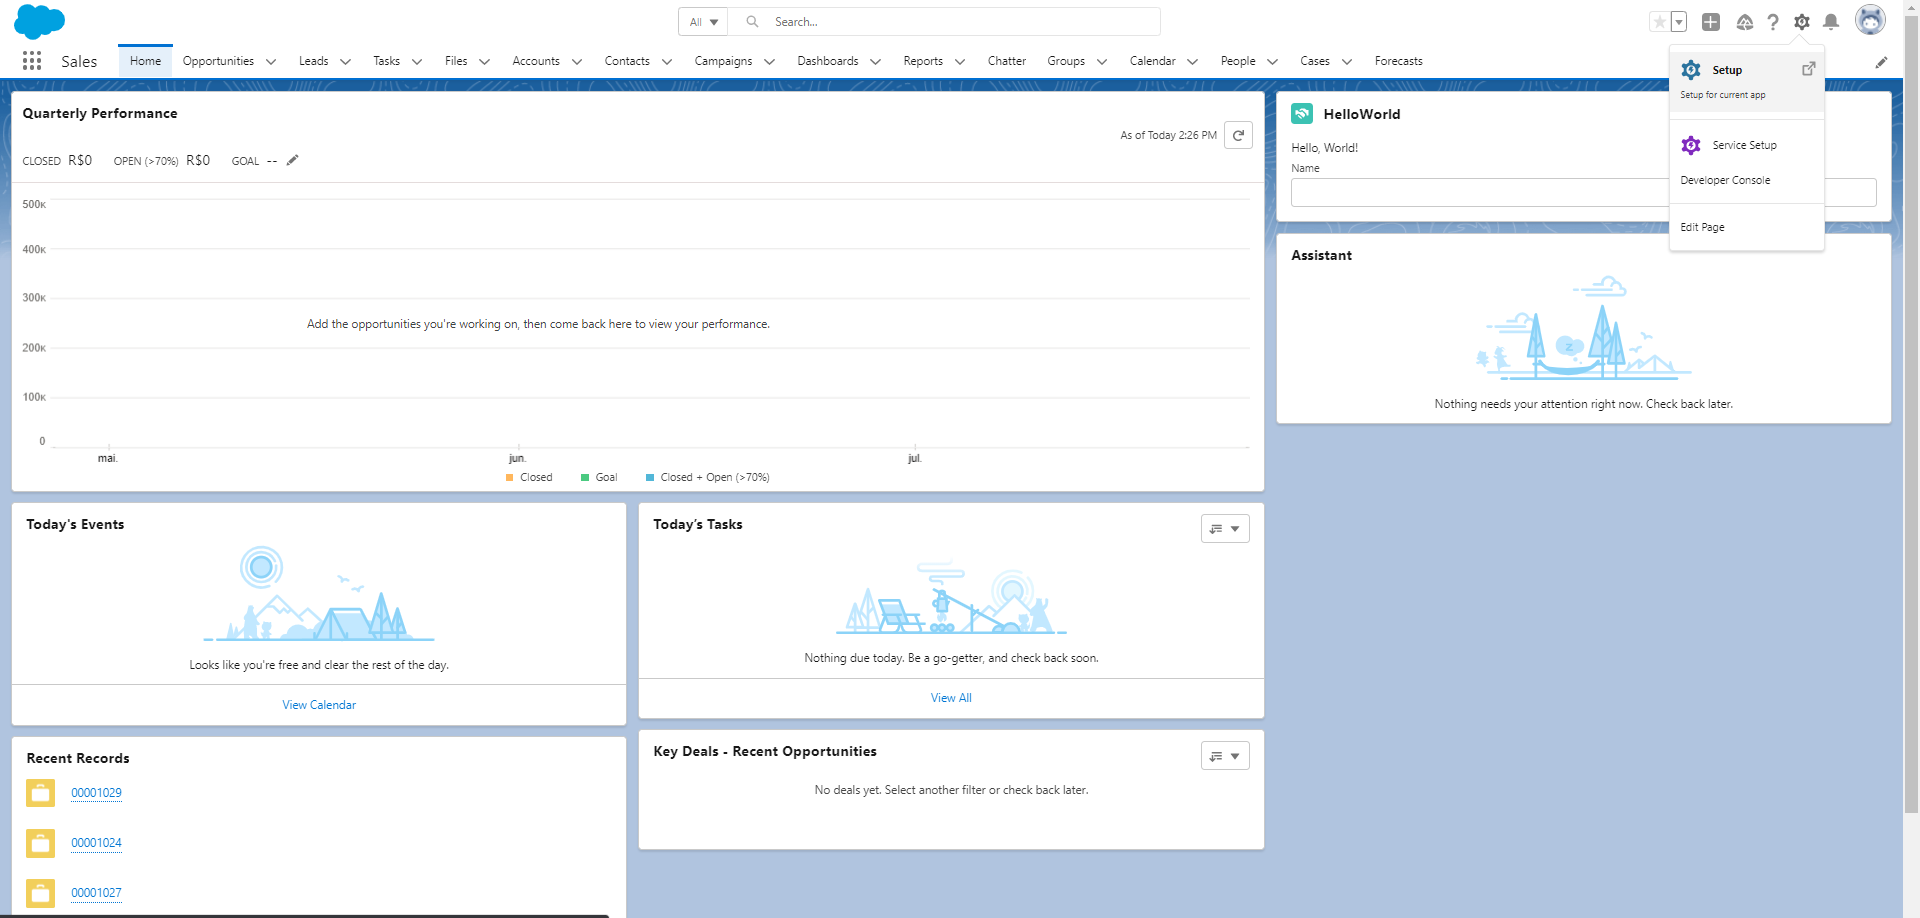 All
Search...
Sales
Home
Opportunities
Leads
Tasks
Files
Accounts
Contacts
Campaigns
Dashboards
Reports
Chatter
Groups
Calendar
People
Cases
Forecasts
Setup
Setup for current app
Service Setup
Developer Console
Edit Page
Quarterly Performance
As of Today 2:26 PM
CLOSED R$0 OPEN (>70%) R$0 GOAL --
500K
400K
300K
200K
100K
0
Add the opportunities you're working on, then come back here to view your performance.
mai. jun. jul.
Closed Goal Closed + Open (>70%)
HelloWorld
Hello, World!
Name
Assistant
z
Nothing needs your attention right now. Check back later.
Today's Events
Looks like you're free and clear the rest of the day.
View Calendar
Today's Tasks
Nothing due today. Be a go-getter, and check back soon.
View All
Recent Records
00001029
00001024
00001027
Key Deals - Recent Opportunities
No deals yet. Select another filter or check back later.